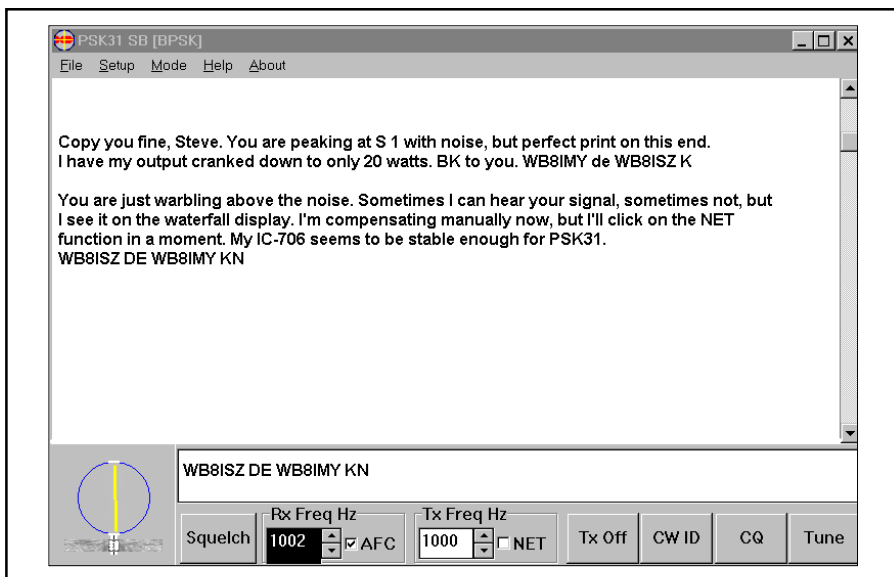 PSK31 SB [BPSK]
File Setup Mode Help About
Copy you fine, Steve. You are peaking at S 1 with noise, but perfect print on this end.
I have my output cranked down to only 20 watts. BK to you. WB8IMY de WB8ISZ K
You are just warbling above the noise. Sometimes I can hear your signal, sometimes not, but
I see it on the waterfall display. I'm compensating manually now, but I'll click on the NET
function in a moment. My IC-706 seems to be stable enough for PSK31.
WB8ISZ DE WB8IMY KN
WB8ISZ DE WB8IMY KN
Rx Freq Hz Tx Freq Hz
Squelch 1002 AFC 1000 NET Tx Off CW ID CQ Tune